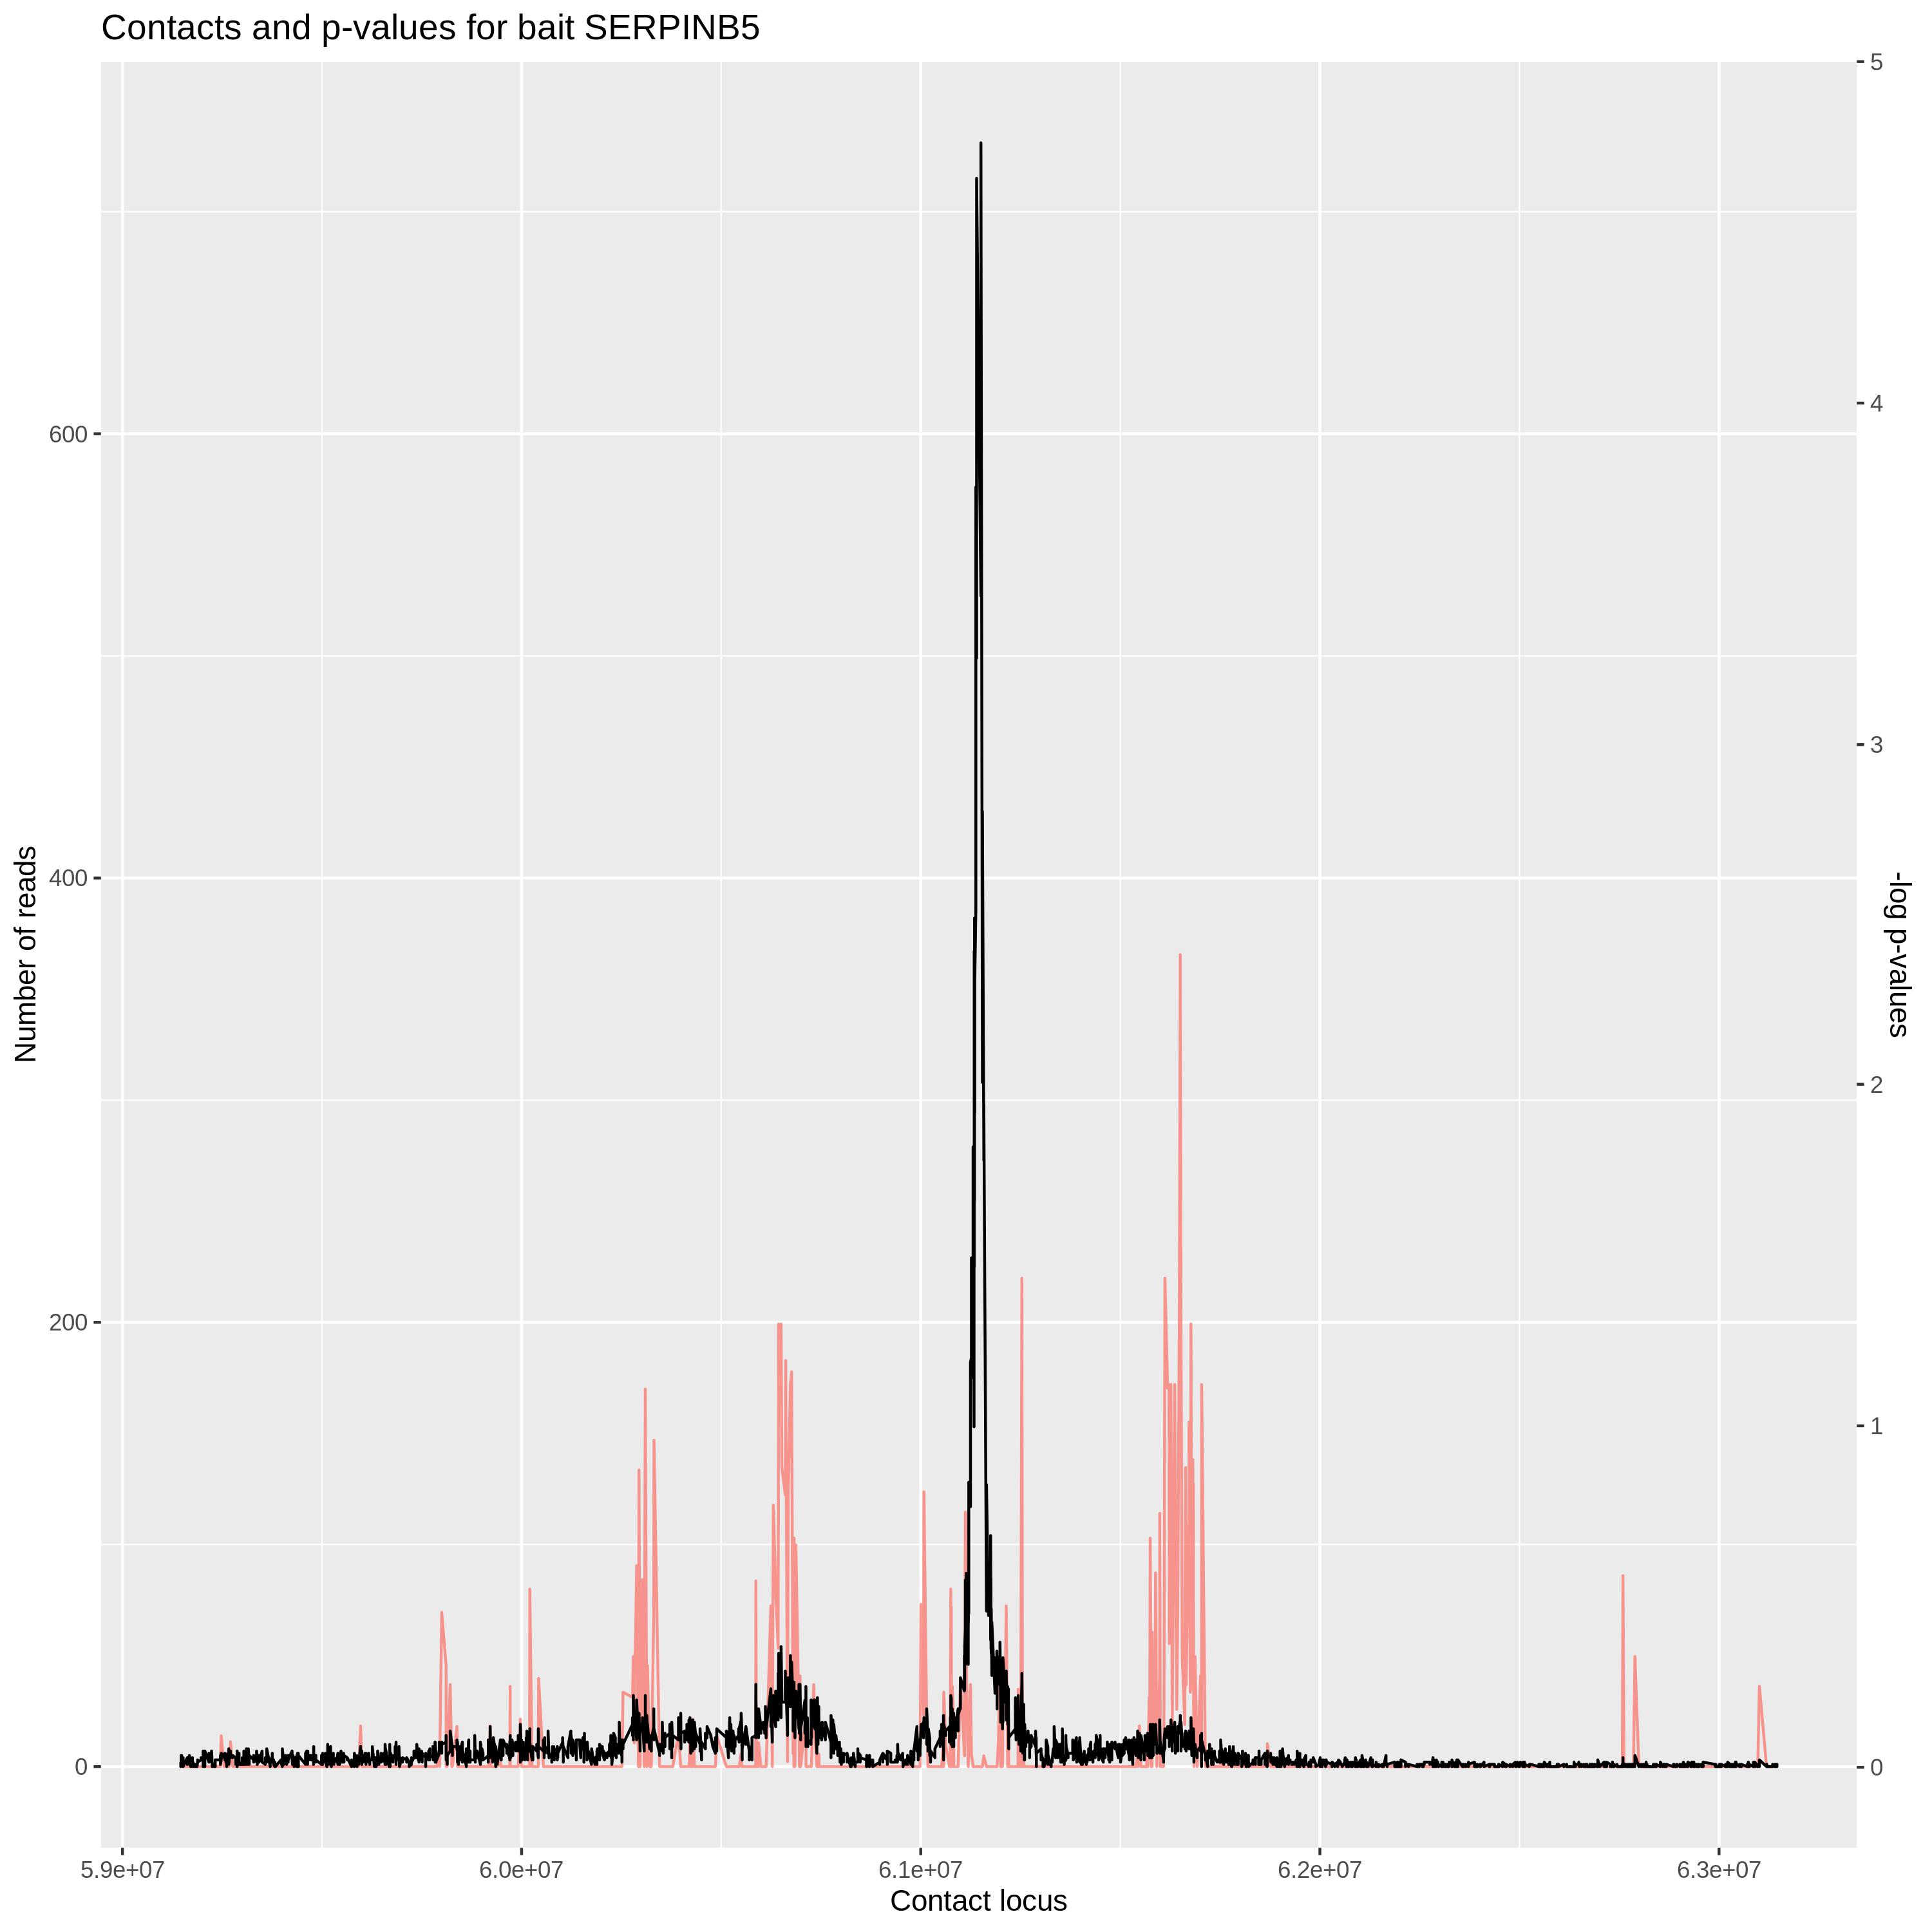 Contacts and p-values for bait SERPINB5
Number of reads
600
400
200
0
5
4
3
2
1
0
-log p-values
5.9e+07 6.0e+07 6.1e+07 6.2e+07 6.3e+07
Contact locus